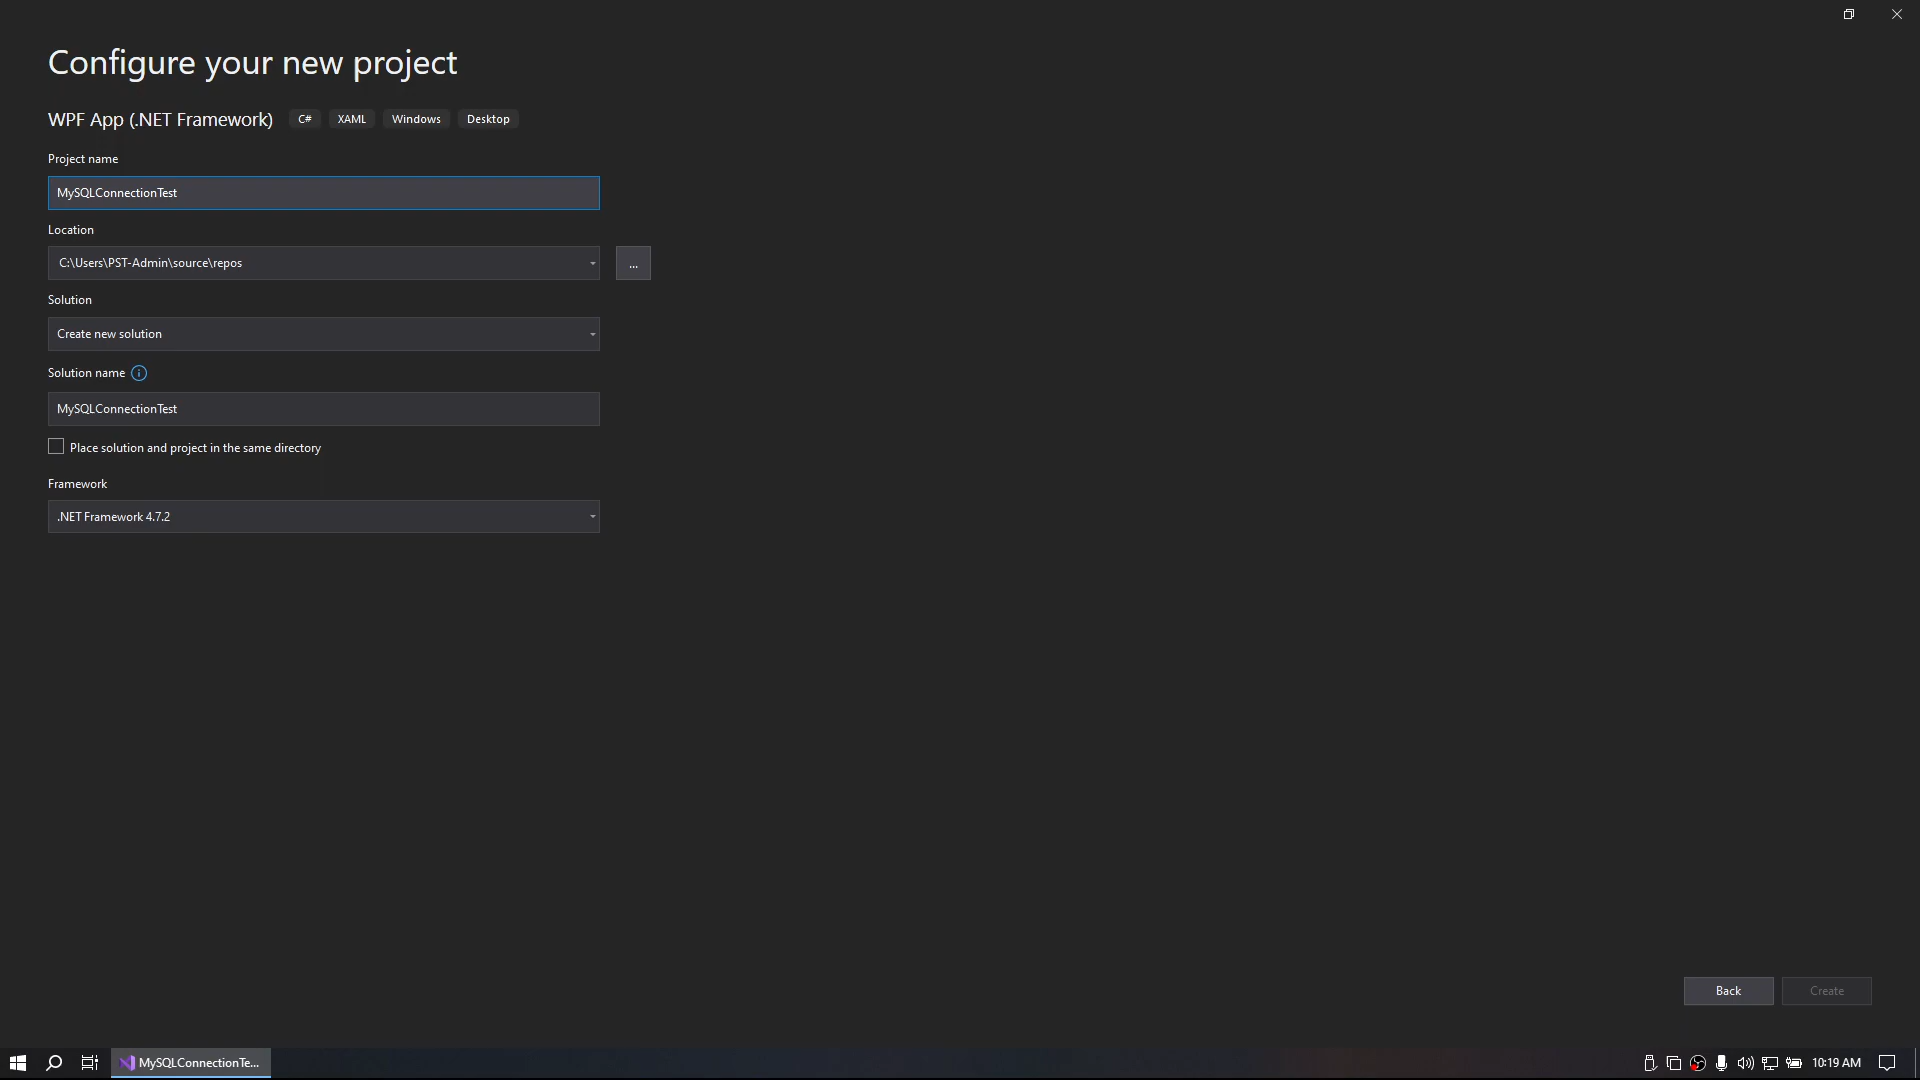 Configure your new project
WPF App (.NET Framework) C# XAML Windows Desktop
Project name
MySQLConnectionTest
Location
C:\Users\PST-Admin\source\repos
...
Solution
Create new solution
Solution name
MySQLConnectionTest
Place solution and project in the same directory
Framework
.NET Framework 4.7.2
Back Create
MySQLConnectionTe... 10:19 AM